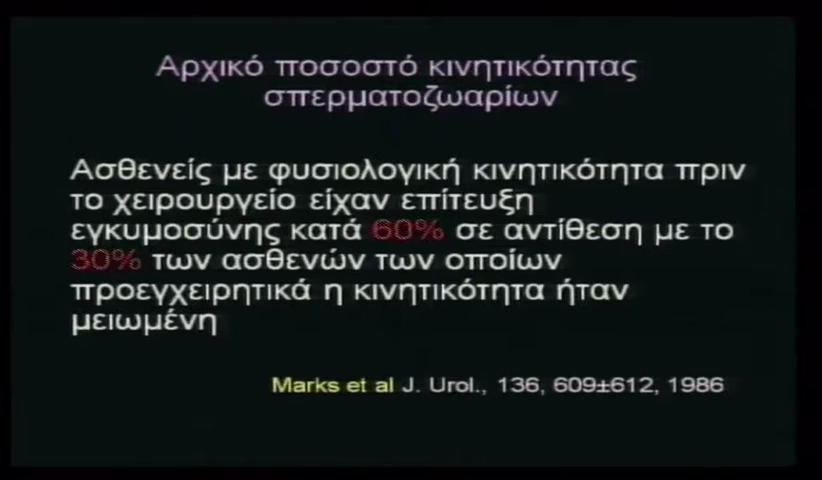 Αρχικό ποσοστό κινητικότητας
σπερματοζωαρίων
Ασθενείς με φυσιολογική κινητικότητα πριν
το χειρουργείο είχαν επίτευξη
εγκυμοσύνης κατά 60% σε αντίθεση με το
30% των ασθενών των οποίων
προεγχειρητικά η κινητικότητα ήταν
μειωμένη
Marks et al J. Urol., 136, 609±612, 1986